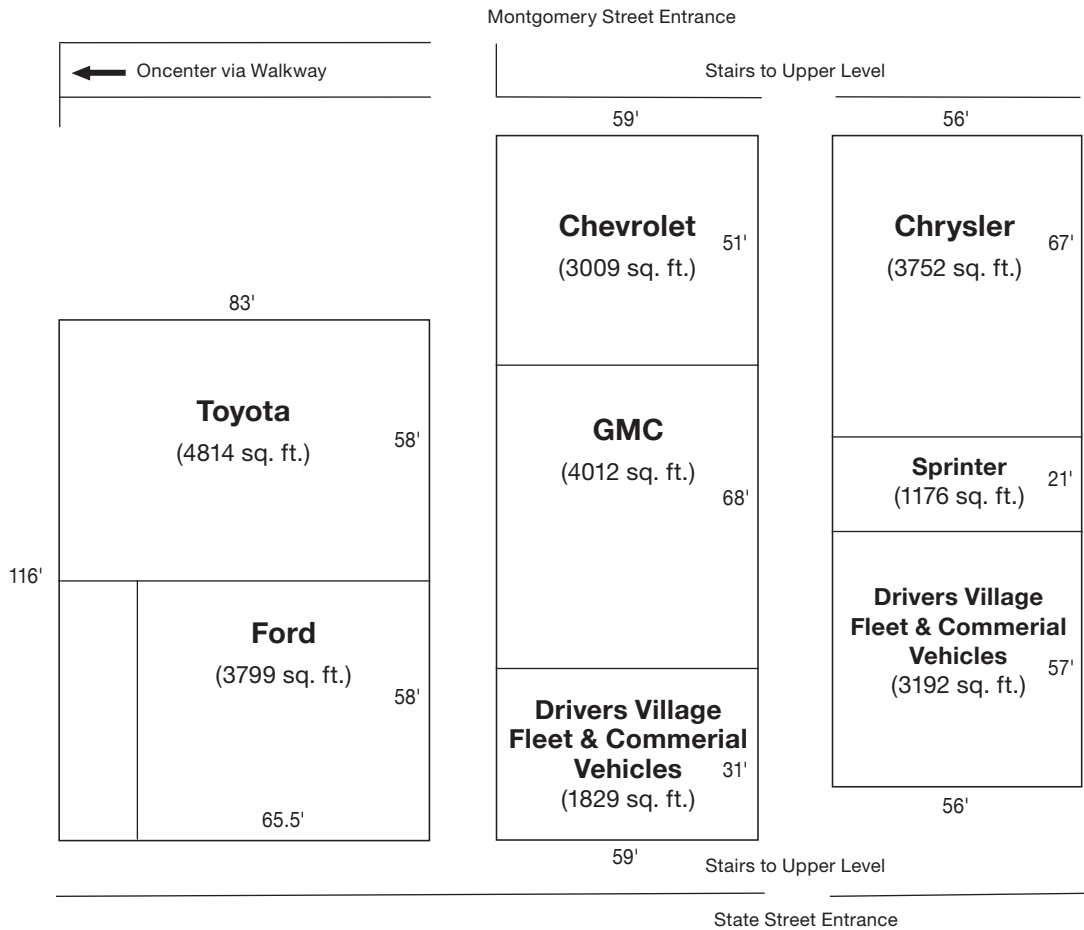 Montgomery Street Entrance
Oncenter via Walkway
Stairs to Upper Level
59'
56'
Chevrolet
(3009 sq. ft.)
51'
Chrysler
(3752 sq. ft.)
67'
83'
Toyota
(4814 sq. ft.)
58'
GMC
(4012 sq. ft.)
68'
Sprinter
(1176 sq. ft.)
21'
116'
Ford
(3799 sq. ft.)
58'
65.5'
Drivers Village
Fleet & Commerial
Vehicles
(1829 sq. ft.)
31'
59'
Drivers Village
Fleet & Commerial
Vehicles
(3192 sq. ft.)
57'
56'
Stairs to Upper Level
State Street Entrance